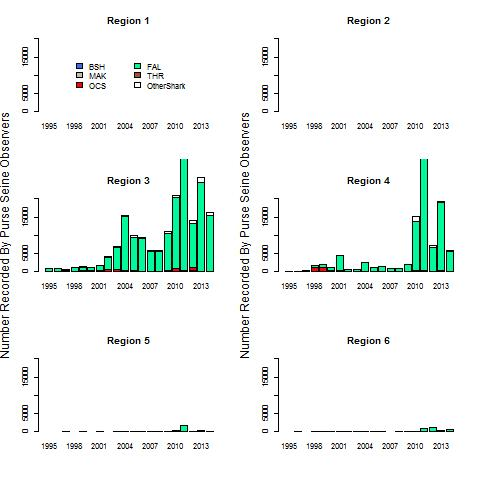 Region 1
Region 2
15000
5000
0
BSH
MAK
OCS
FAL
THR
OtherShark
1995 1998 2001 2004 2007 2010 2013
15000
5000
0
1995 1998 2001 2004 2007 2010 2013
Number Recorded By Purse Seine Observers
Number Recorded By Purse Seine Observers
Region 3
Region 4
15000
5000
0
1995 1998 2001 2004 2007 2010 2013
15000
5000
0
1995 1998 2001 2004 2007 2010 2013
Region 5
Region 6
15000
5000
0
1995 1998 2001 2004 2007 2010 2013
15000
5000
0
1995 1998 2001 2004 2007 2010 2013